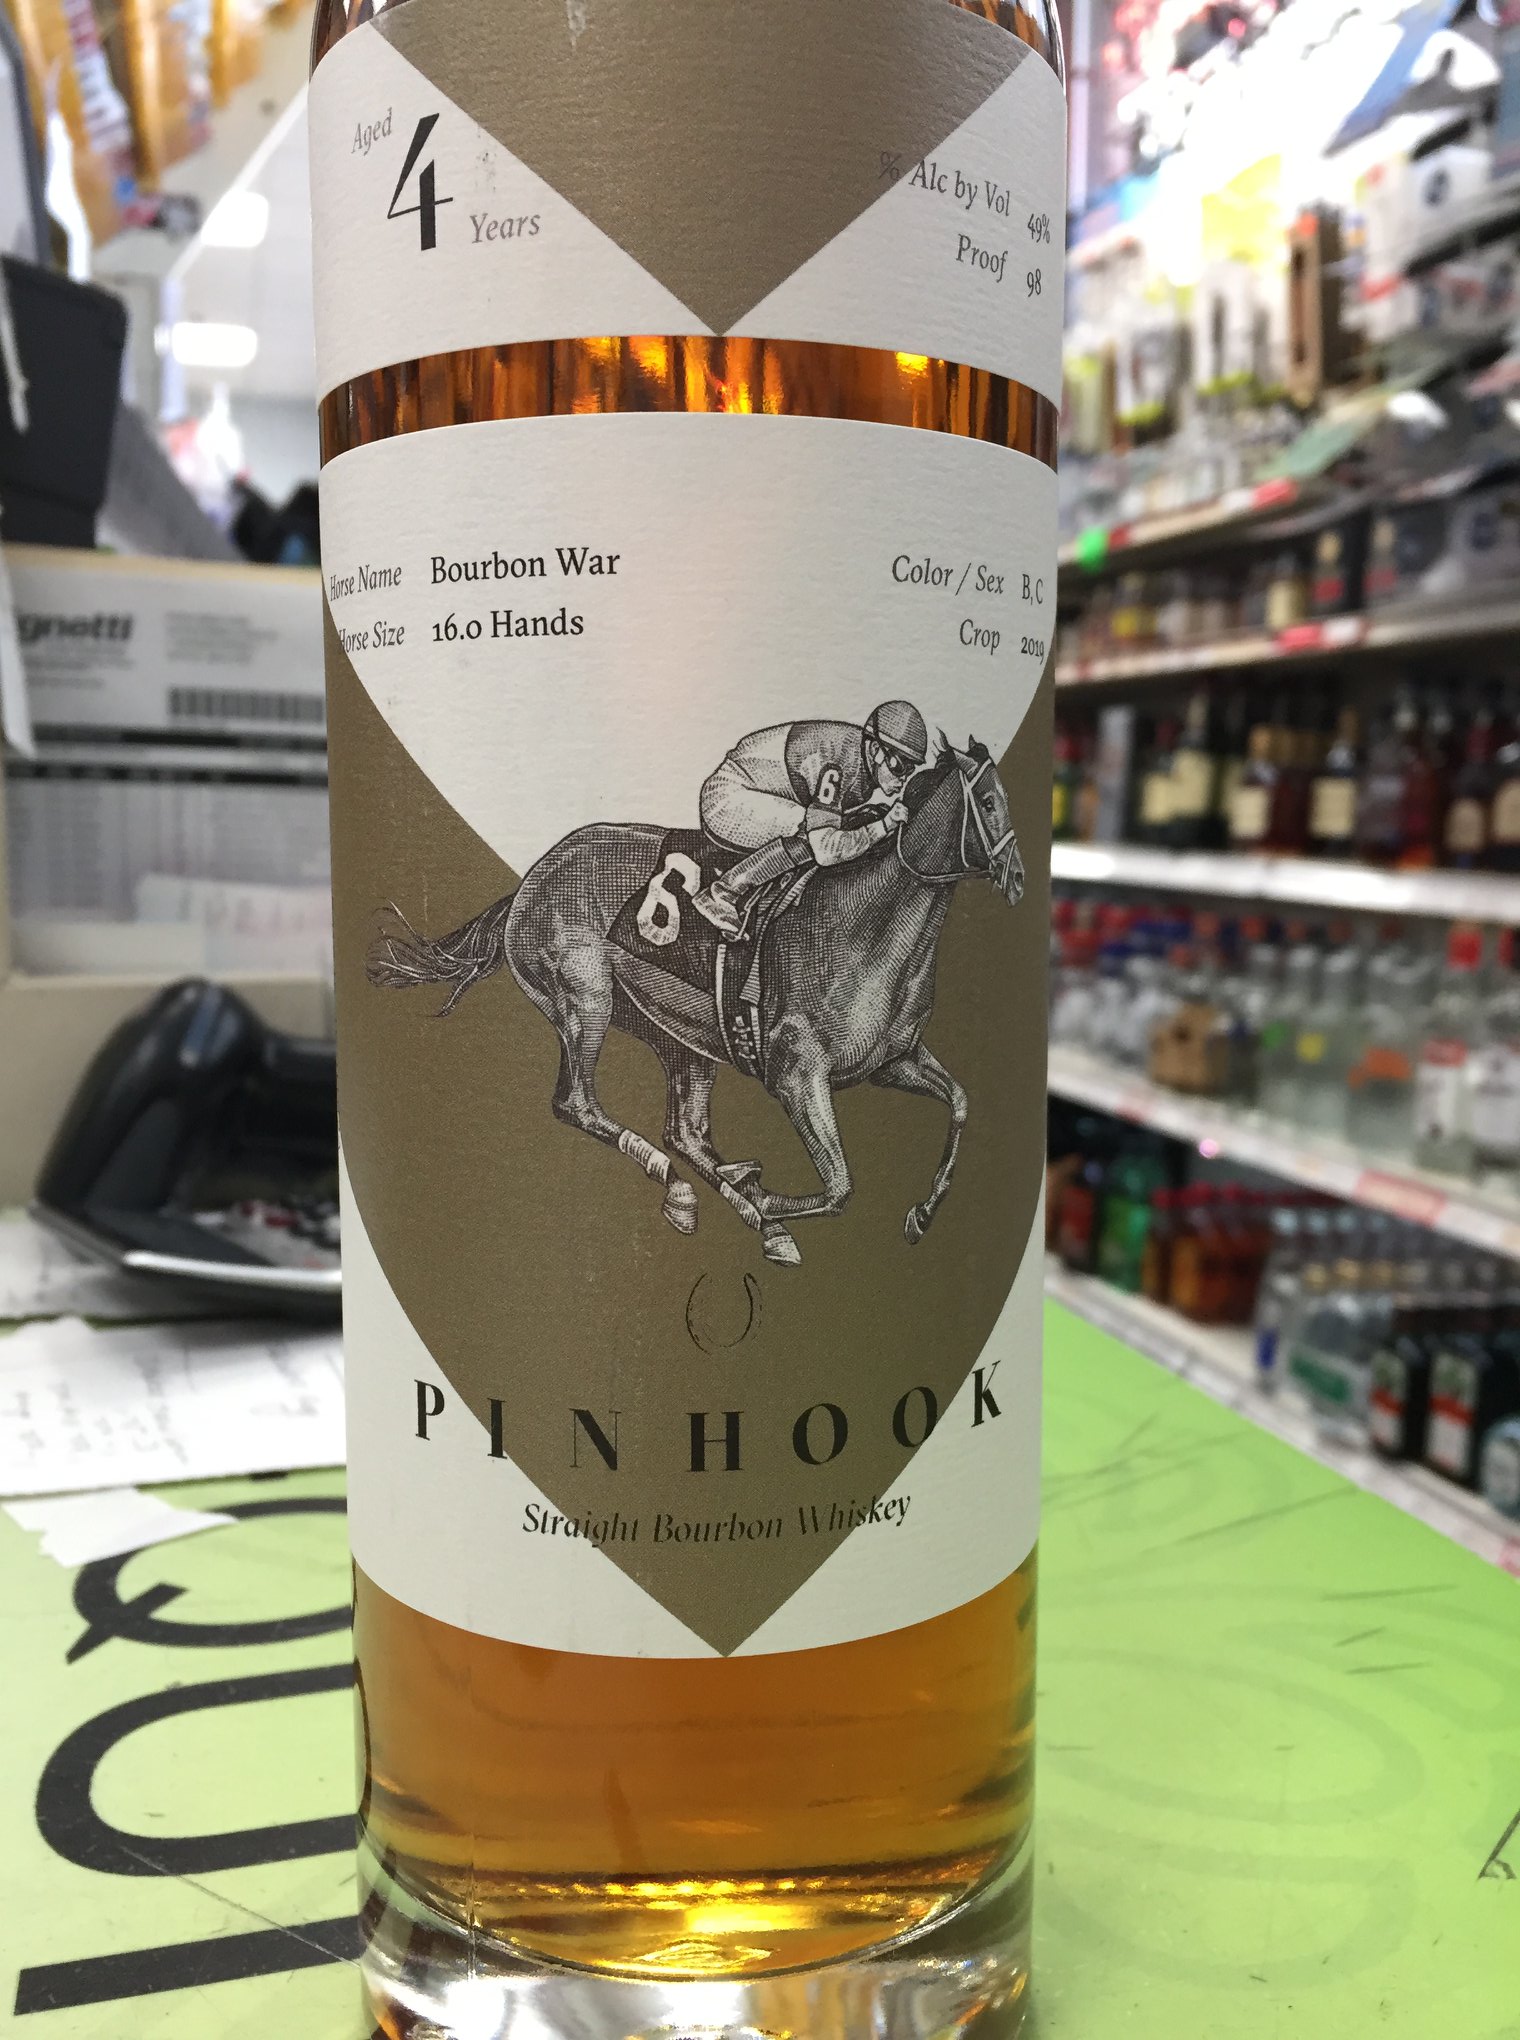 Aged 4 Years
% Alc by Vol 49%
Proof 98
Horse Name Bourbon War
Horse Size 16.0 Hands
Color / Sex B, C
Crop 2019
6
6
PINHOOK
Straight Bourbon Whiskey
gnetti